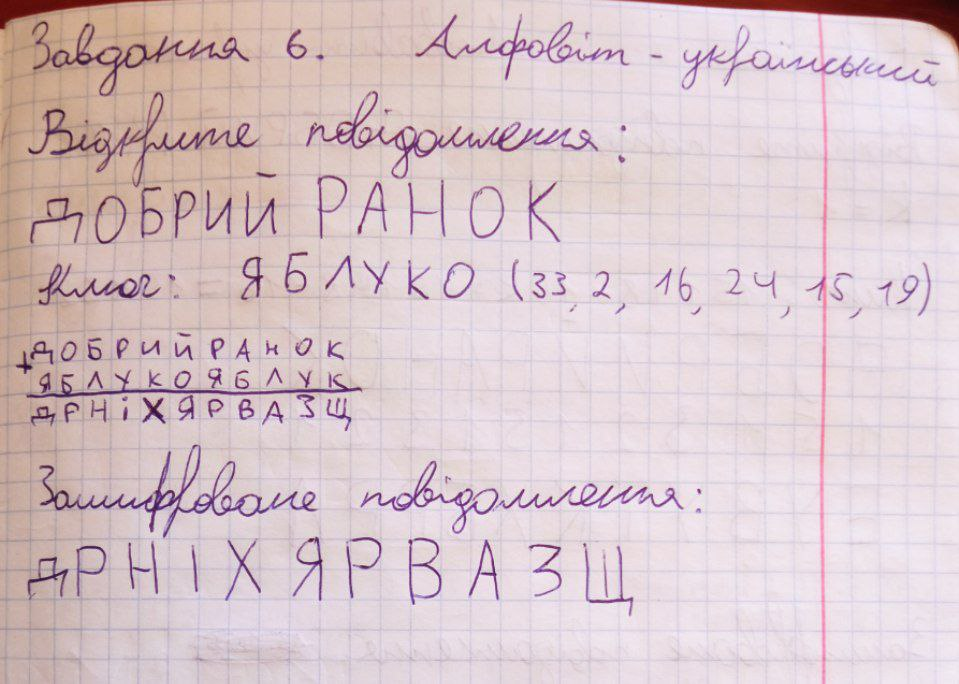 Завдання 6. Алфовіт - український
Відкрите повідомлення:
ДОБРИЙ РАНОК
Ключ: ЯБЛУКО (33, 2, 16, 24, 15, 19)
+ ДОБРИЙРАНОК
ЯБЛУКОЯБЛУК
ДРНІХЯРВАЗЩ
Зашифроване повідомлення:
ДРНІХЯРВАЗЩ